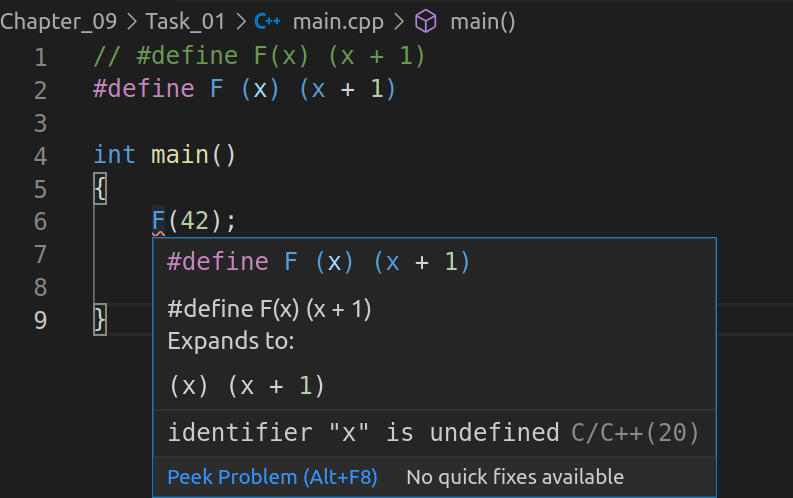 Chapter_09 > Task_01 > C++ main.cpp > main()
1 // #define F(x) (x + 1)
2 #define F (x) (x + 1)
3
4 int main()
5 {
6 F(42);
7
#define F (x) (x + 1)
8
#define F(x) (x + 1)
9 }
Expands to:
(x) (x + 1)
identifier "x" is undefined C/C++(20)
Peek Problem (Alt+F8) No quick fixes available